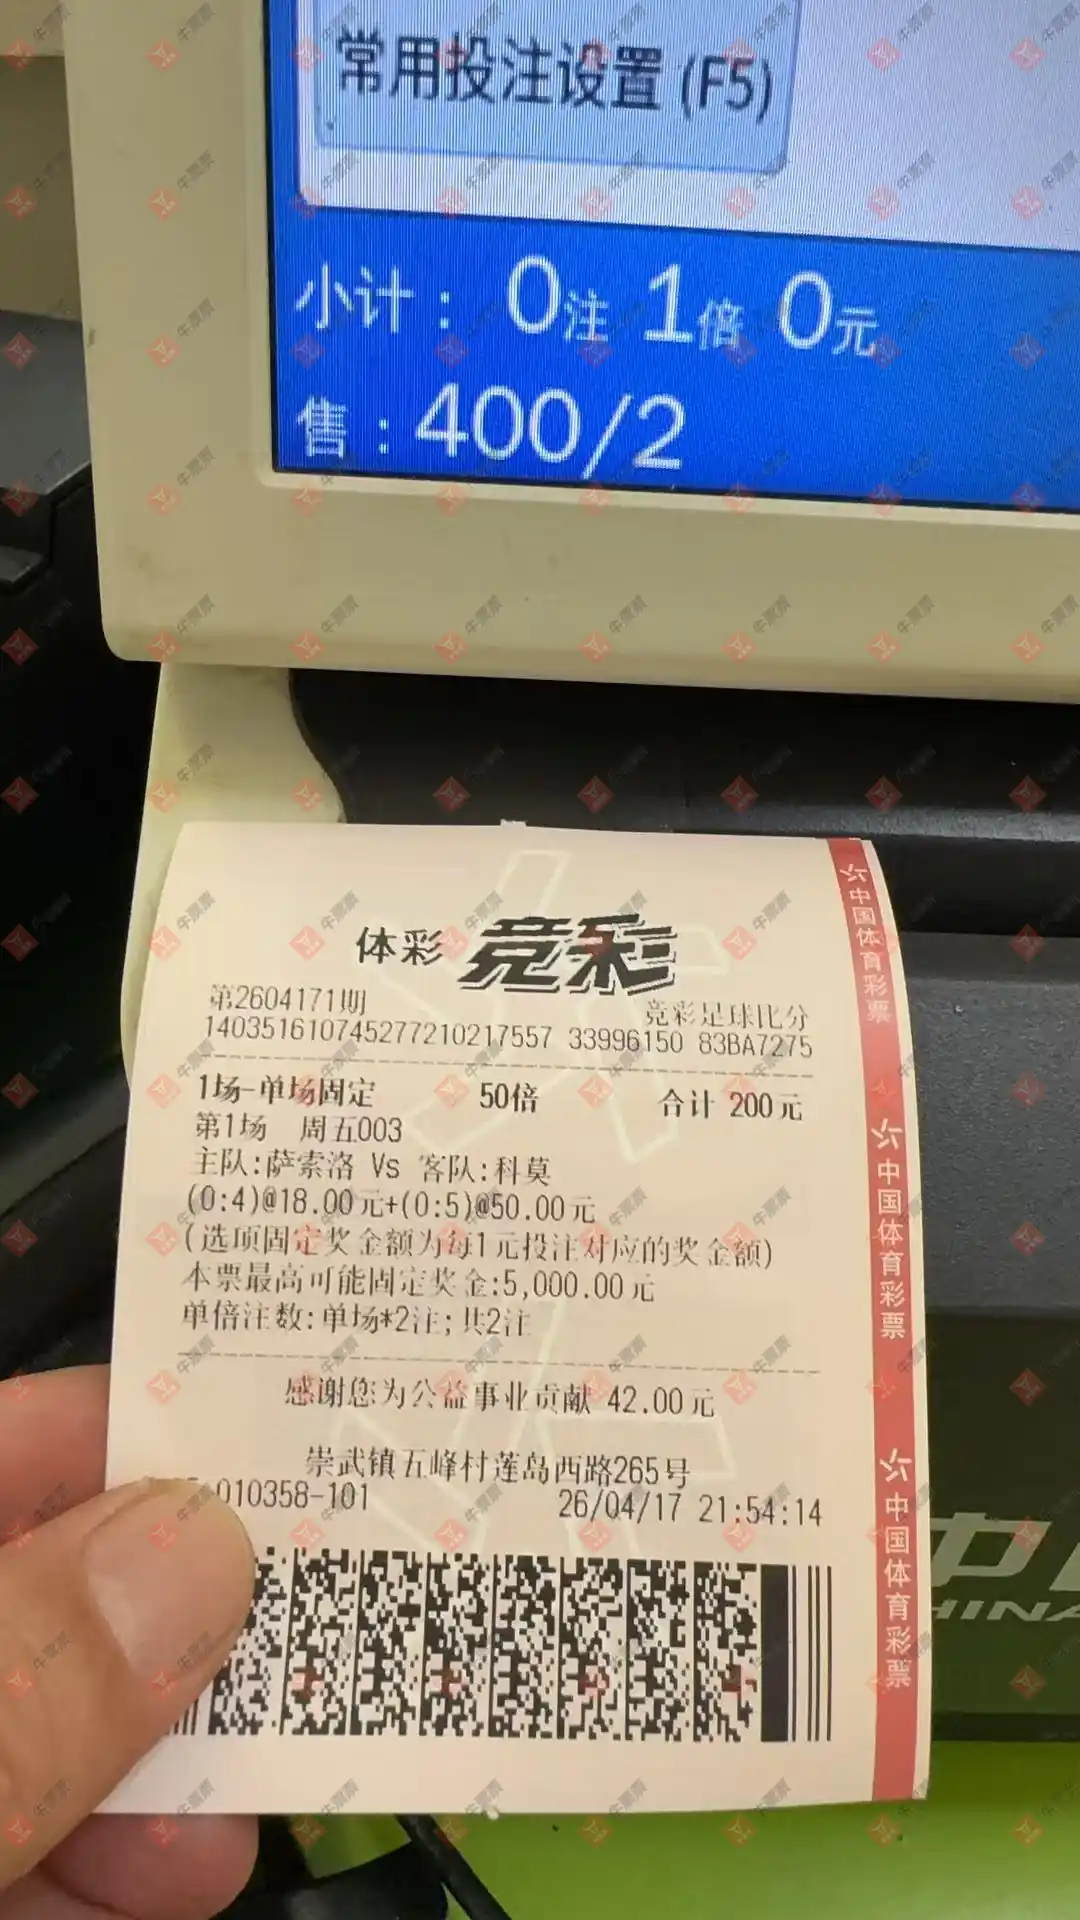 常用投注设置 (F5)
小计： 0注 1倍 0元
售：400/2
体彩 竞彩
第2604171期
竞彩足球比分
140351610745277210217557 33996150 83BA7275
1场-单场固定 50倍 合计 200元
第1场 周五003
主队:萨索洛 Vs 客队:科莫
(0:4)@18.00元+(0:5)@50.00元
(选项固定奖金额为每1元投注对应的奖金额)
本票最高可能固定奖金:5,000.00元
单倍注数:单场*2注;共2注
感谢您为公益事业贡献 42.00元
崇武镇五峰村莲岛西路265号
010358-101 26/04/17 21:54:14
中国体育彩票
中国体育彩票
中国体育彩票
牛票票